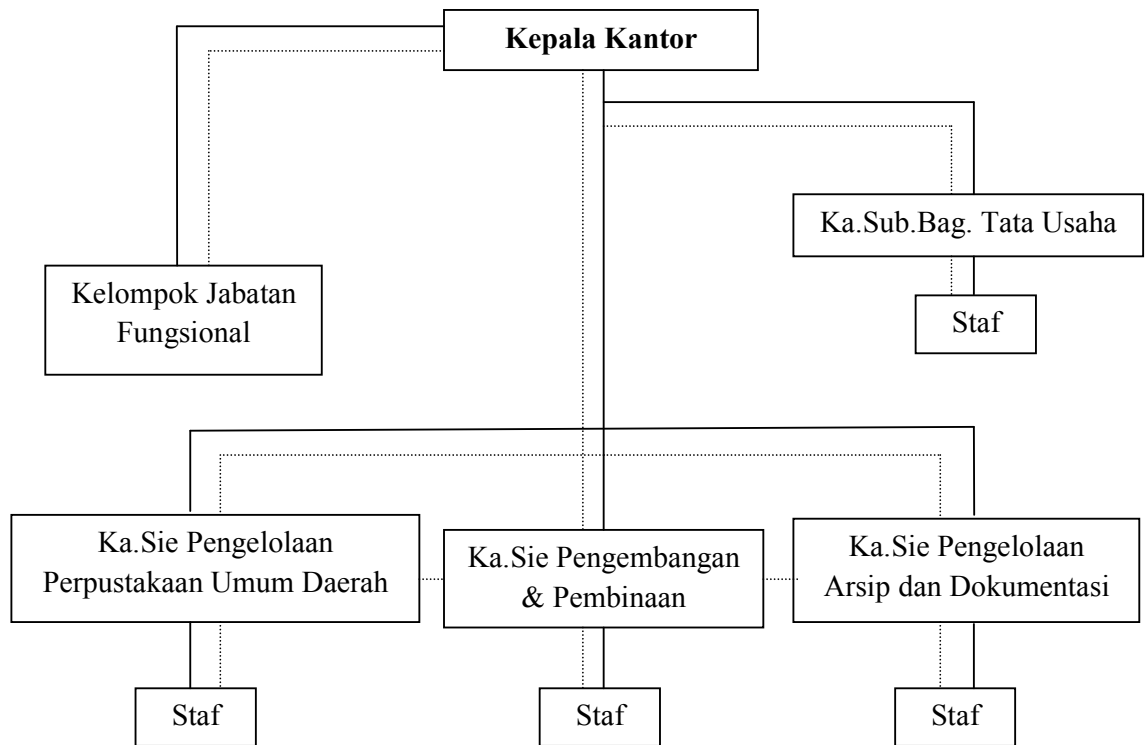 Kepala Kantor
Ka.Sub.Bag. Tata Usaha
Kelompok Jabatan
Fungsional
Staf
Ka.Sie Pengelolaan
Perpustakaan Umum Daerah
Ka.Sie Pengembangan
& Pembinaan
Ka.Sie Pengelolaan
Arsip dan Dokumentasi
Staf
Staf
Staf